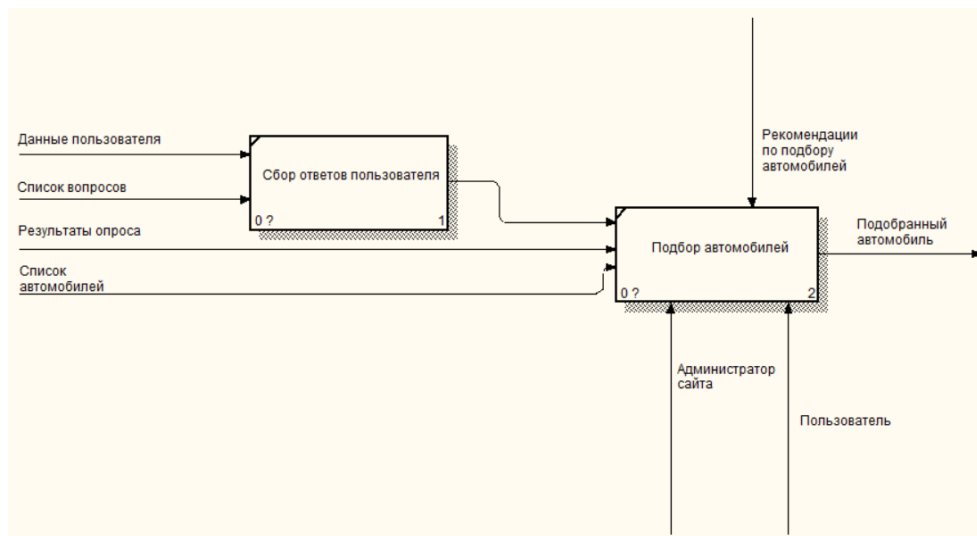 Данные пользователя
Список вопросов
Результаты опроса
Список
автомобилей
Сбор ответов пользователя
0 ?
1
Рекомендации
по подбору
автомобилей
Подбор автомобилей
0 ?
2
Подобранный
автомобиль
Администратор
сайта
Пользователь